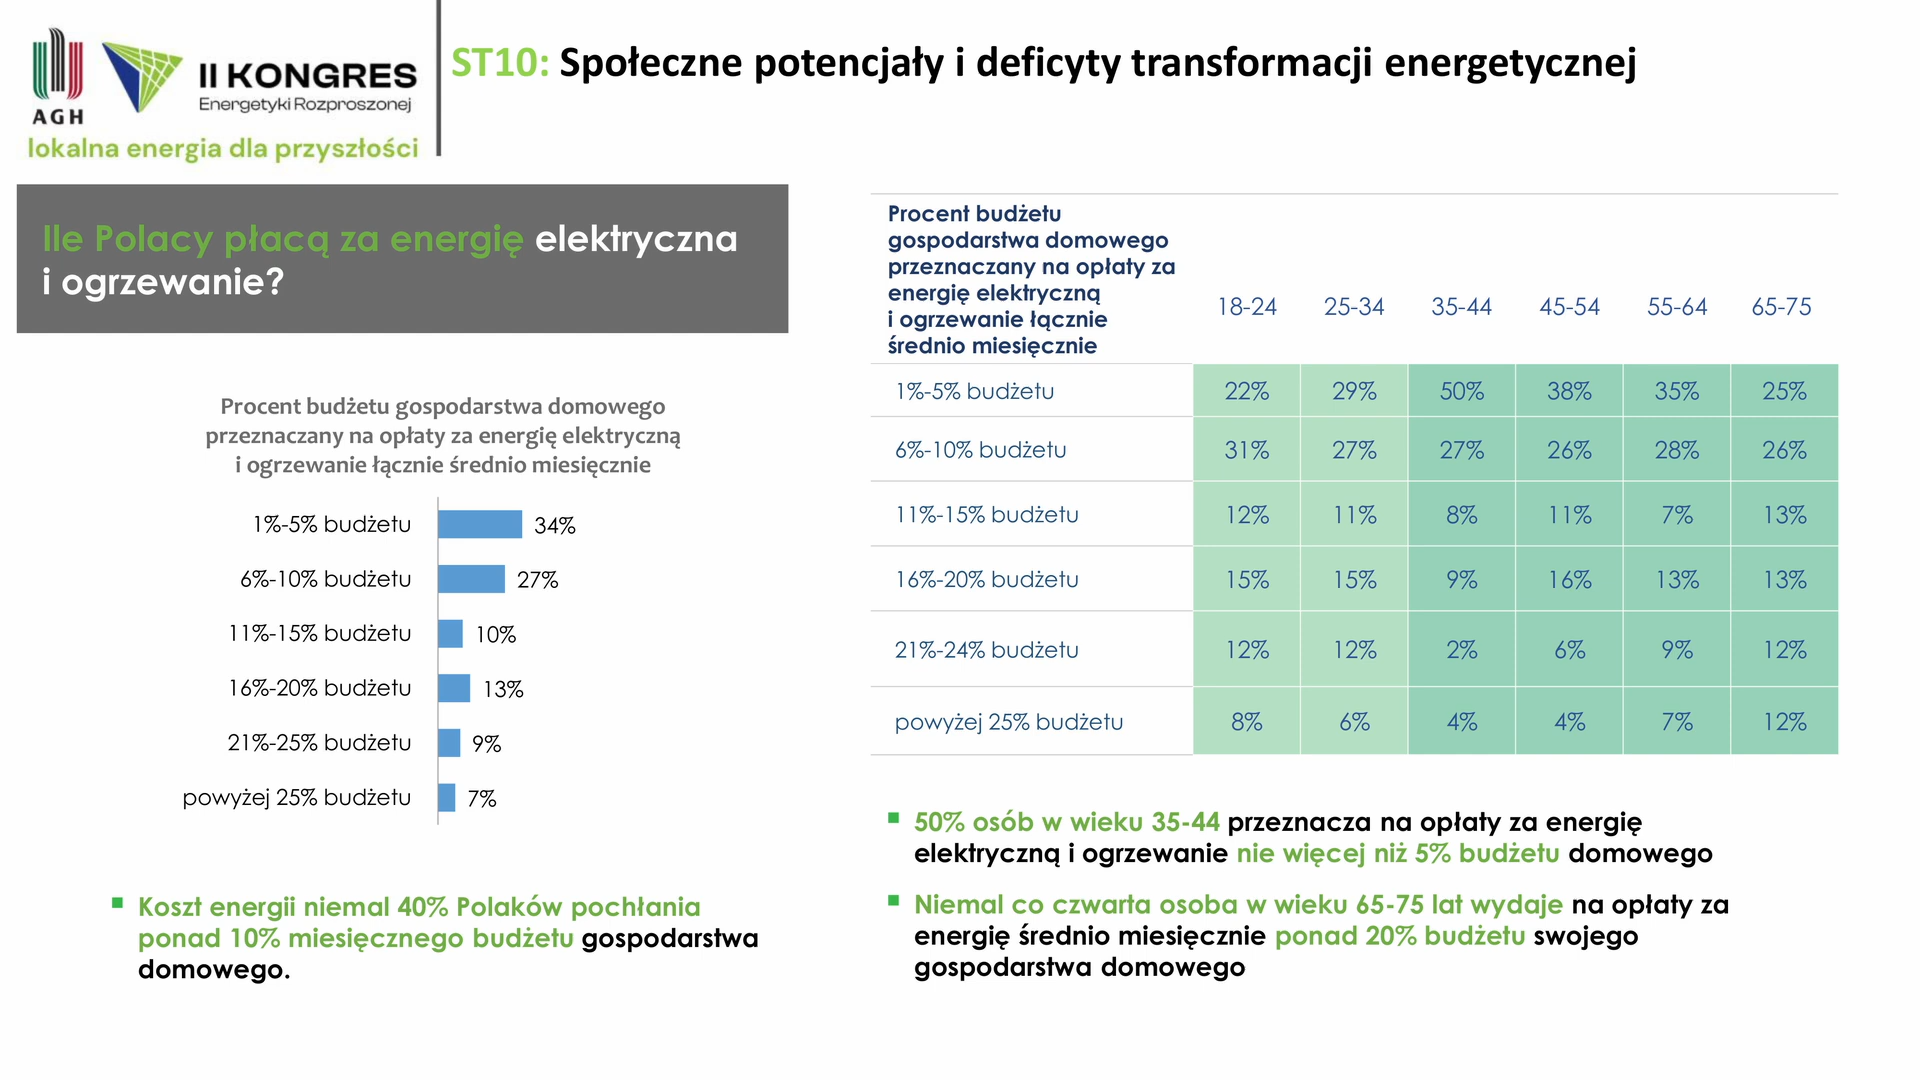 AGH
II KONGRES
Energetyki Rozproszonej
lokalna energia dla przyszłości
ST10: Społeczne potencjały i deficyty transformacji energetycznej
Ile Polacy płacą za energię elektryczna
i ogrzewanie?
Procent budżetu gospodarstwa domowego
przeznaczany na opłaty za energię elektryczną
i ogrzewanie łącznie średnio miesięcznie
1%-5% budżetu 34%
6%-10% budżetu 27%
11%-15% budżetu 10%
16%-20% budżetu 13%
21%-25% budżetu 9%
powyżej 25% budżetu 7%
Koszt energii niemal 40% Polaków pochłania
ponad 10% miesięcznego budżetu gospodarstwa
domowego.
Procent budżetu
gospodarstwa domowego
przeznaczany na opłaty za
energię elektryczną
i ogrzewanie łącznie
średnio miesięcznie
18-24 25-34 35-44 45-54 55-64 65-75
1%-5% budżetu 22% 29% 50% 38% 35% 25%
6%-10% budżetu 31% 27% 27% 26% 28% 26%
11%-15% budżetu 12% 11% 8% 11% 7% 13%
16%-20% budżetu 15% 15% 9% 16% 13% 13%
21%-24% budżetu 12% 12% 2% 6% 9% 12%
powyżej 25% budżetu 8% 6% 4% 4% 7% 12%
50% osób w wieku 35-44 przeznacza na opłaty za energię
elektryczną i ogrzewanie nie więcej niż 5% budżetu domowego
Niemal co czwarta osoba w wieku 65-75 lat wydaje na opłaty za
energię średnio miesięcznie ponad 20% budżetu swojego
gospodarstwa domowego